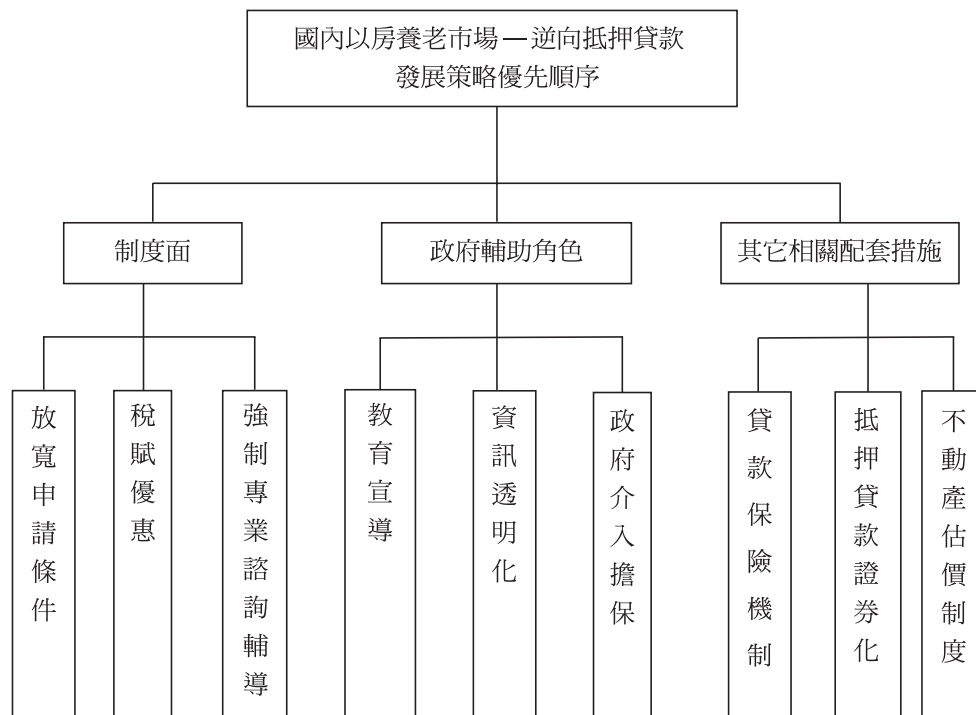 國內以房養老市場—逆向抵押貸款
發展策略優先順序
制度面
政府輔助角色
其它相關配套措施
放寬申請條件
稅賦優惠
強制專業諮詢輔導
教育宣導
資訊透明化
政府介入擔保
貸款保險機制
抵押貸款證券化
不動產估價制度